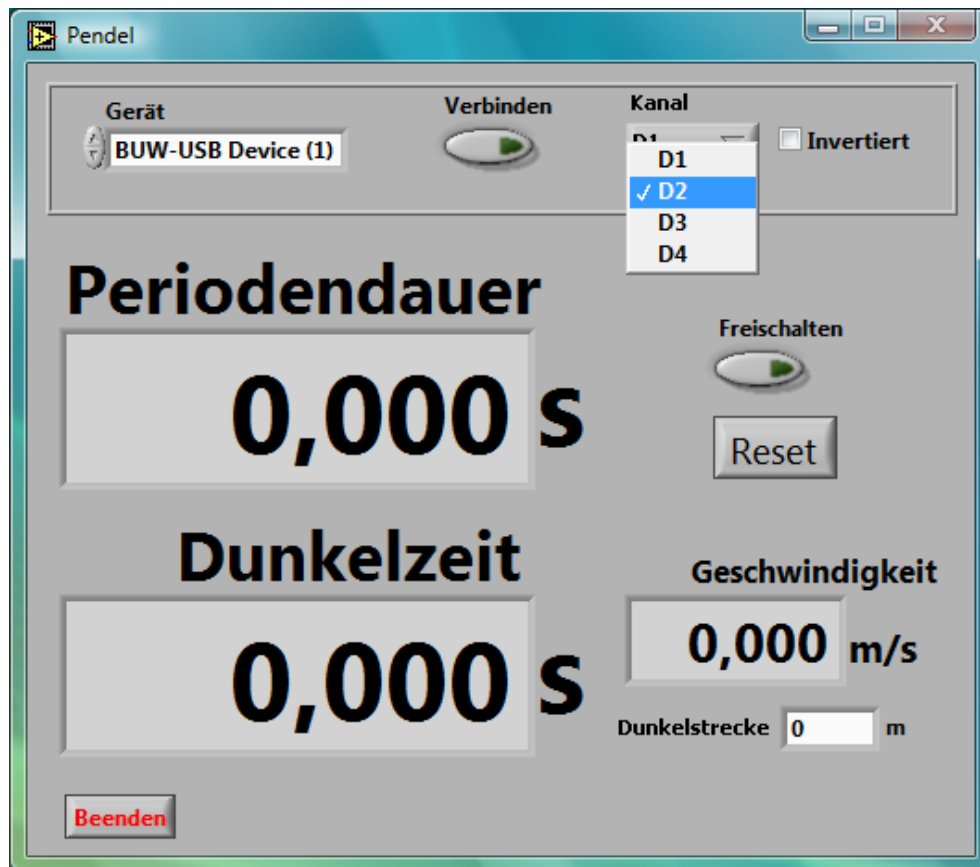 Pendel
Gerät
Verbinden
Kanal
BUW-USB Device (1)
D1
Invertiert
D1
✓ D2
D3
D4
Periodendauer
Freischalten
0,000 s
Reset
Dunkelzeit
Geschwindigkeit
0,000 s
0,000 m/s
Dunkelstrecke 0 m
Beenden